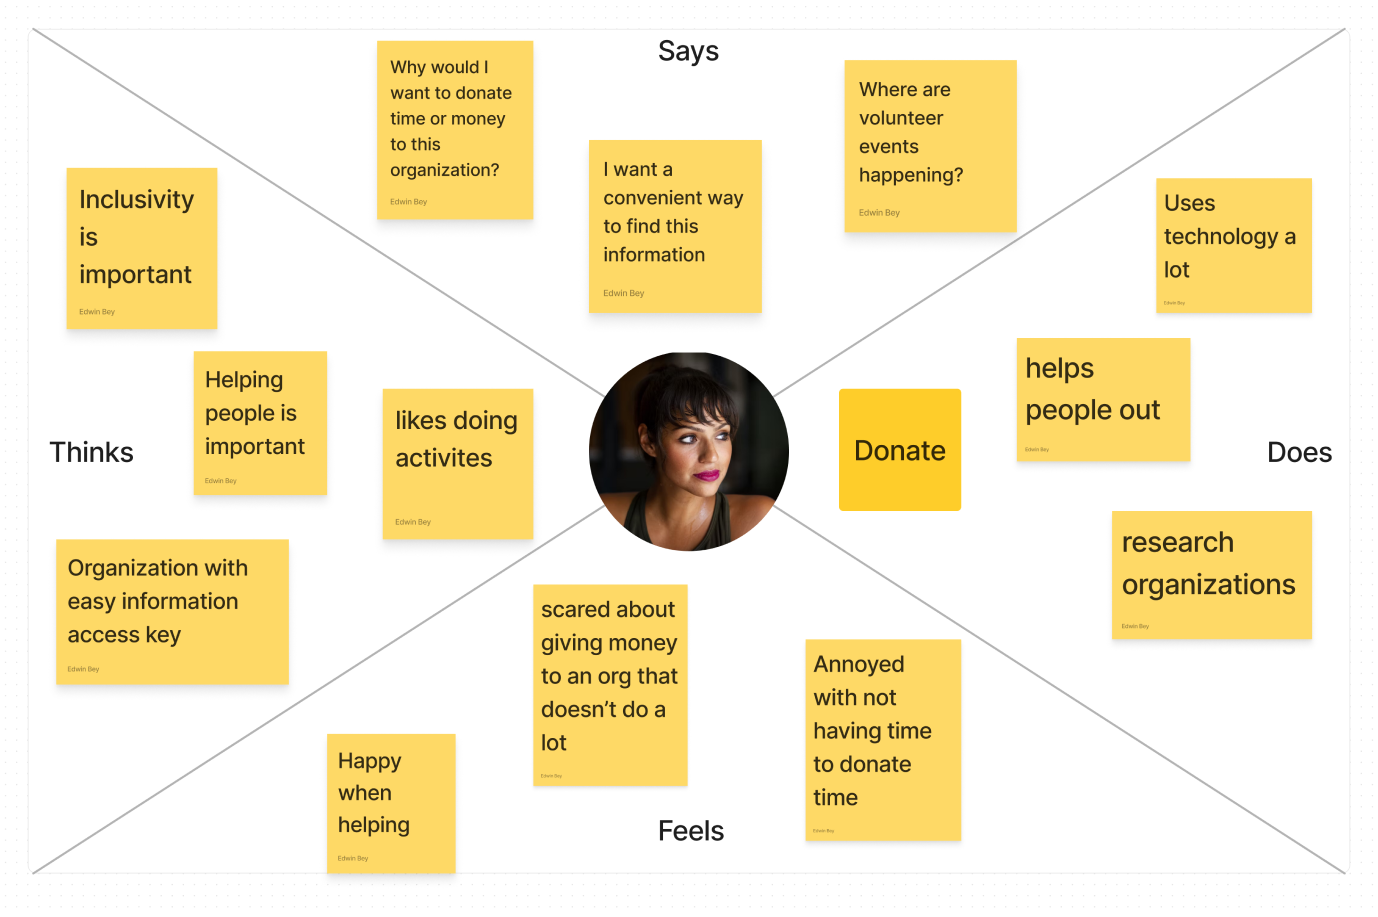 Says
Why would I
want to donate
time or money
to this
organization?
Edwin Bey
I want a
convenient way
to find this
information
Edwin Bey
Where are
volunteer
events
happening?
Edwin Bey
Thinks
Inclusivity
is
important
Edwin Bey
Helping
people is
important
Edwin Bey
likes doing
activites
Edwin Bey
Organization with
easy information
access key
Edwin Bey
Does
Uses
technology a
lot
Edwin Bey
helps
people out
Edwin Bey
Donate
research
organizations
Edwin Bey
Feels
scared about
giving money
to an org that
doesn’t do a
lot
Edwin Bey
Annoyed
with not
having time
to donate
time
Edwin Bey
Happy
when
helping
Edwin Bey